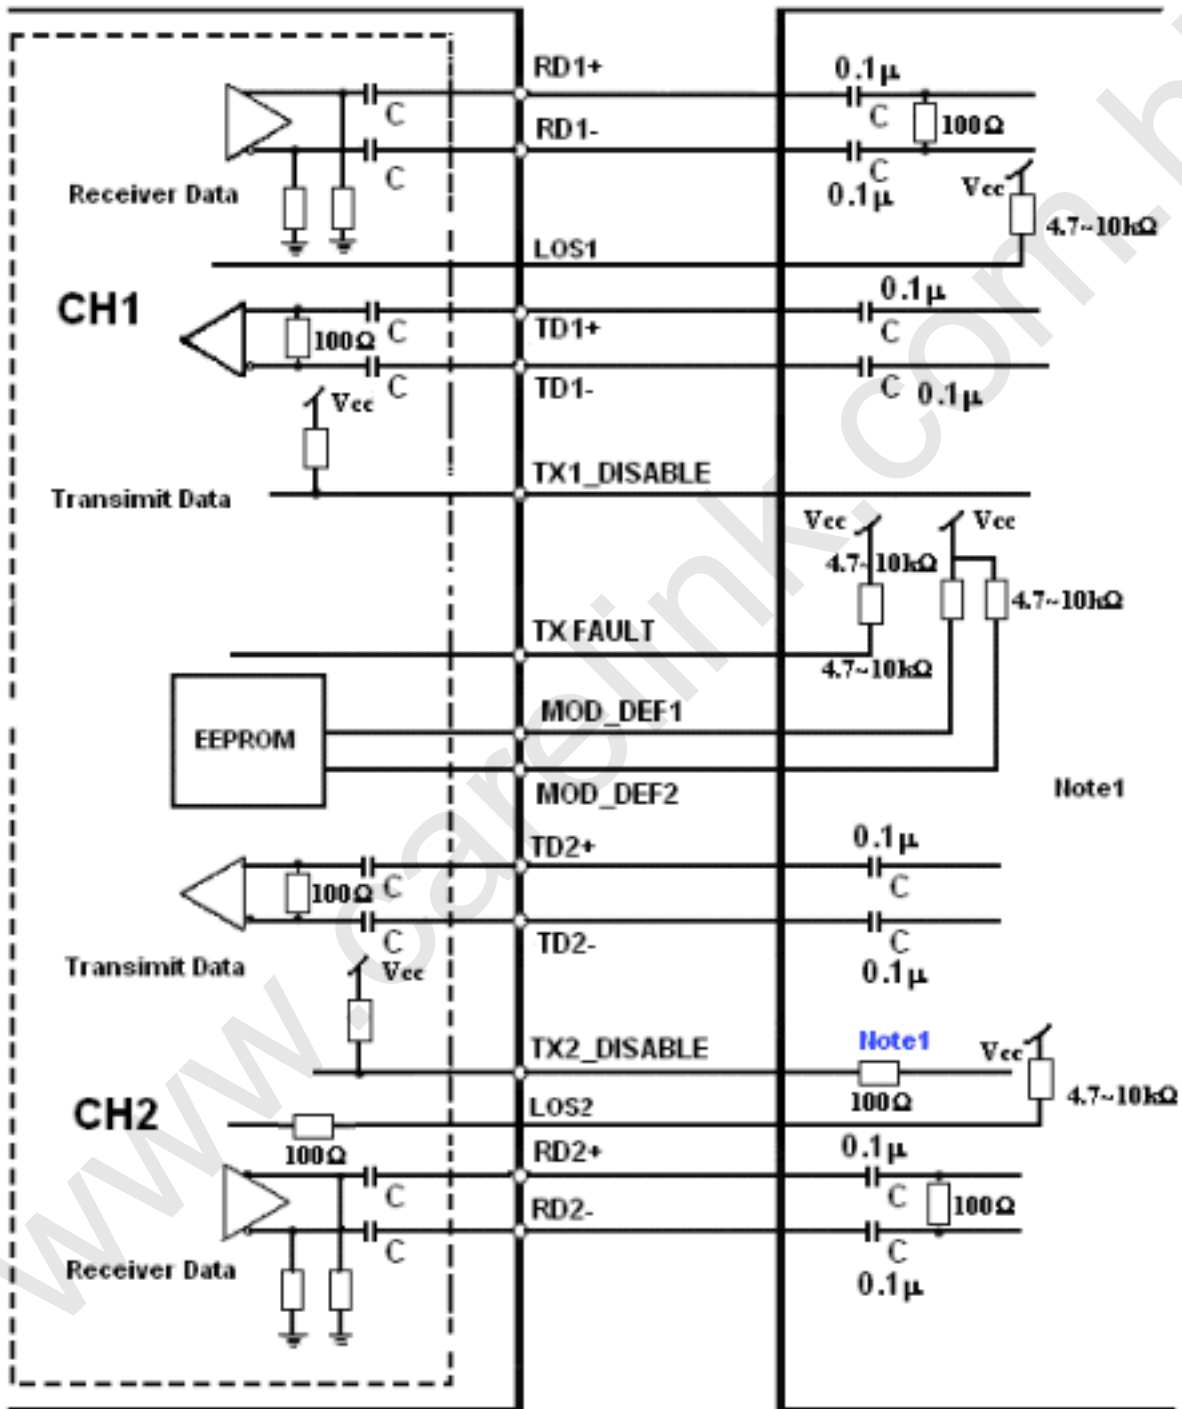 RD1+
0.1μ
C
C
100Ω
RD1-
C
C
Vcc
Receiver Data
0.1μ
4.7~10kΩ
LOS1
CH1
0.1μ
100Ω
C
TD1+
C
C
TD1-
C
0.1μ
Vcc
TX1_DISABLE
Transimit Data
Vcc
Vcc
4.7~10kΩ
4.7~10kΩ
TX FAULT
4.7~10kΩ
MOD_DEF1
EEPROM
MOD_DEF2
Note1
TD2+
0.1μ
100Ω
C
C
C
TD2-
C
Transimit Data
Vcc
0.1μ
TX2_DISABLE
Note1
Vcc
100Ω
4.7~10kΩ
CH2
LOS2
100Ω
RD2+
0.1μ
C
C
100Ω
RD2-
C
C
Receiver Data
0.1μ
www.carelink.com.h